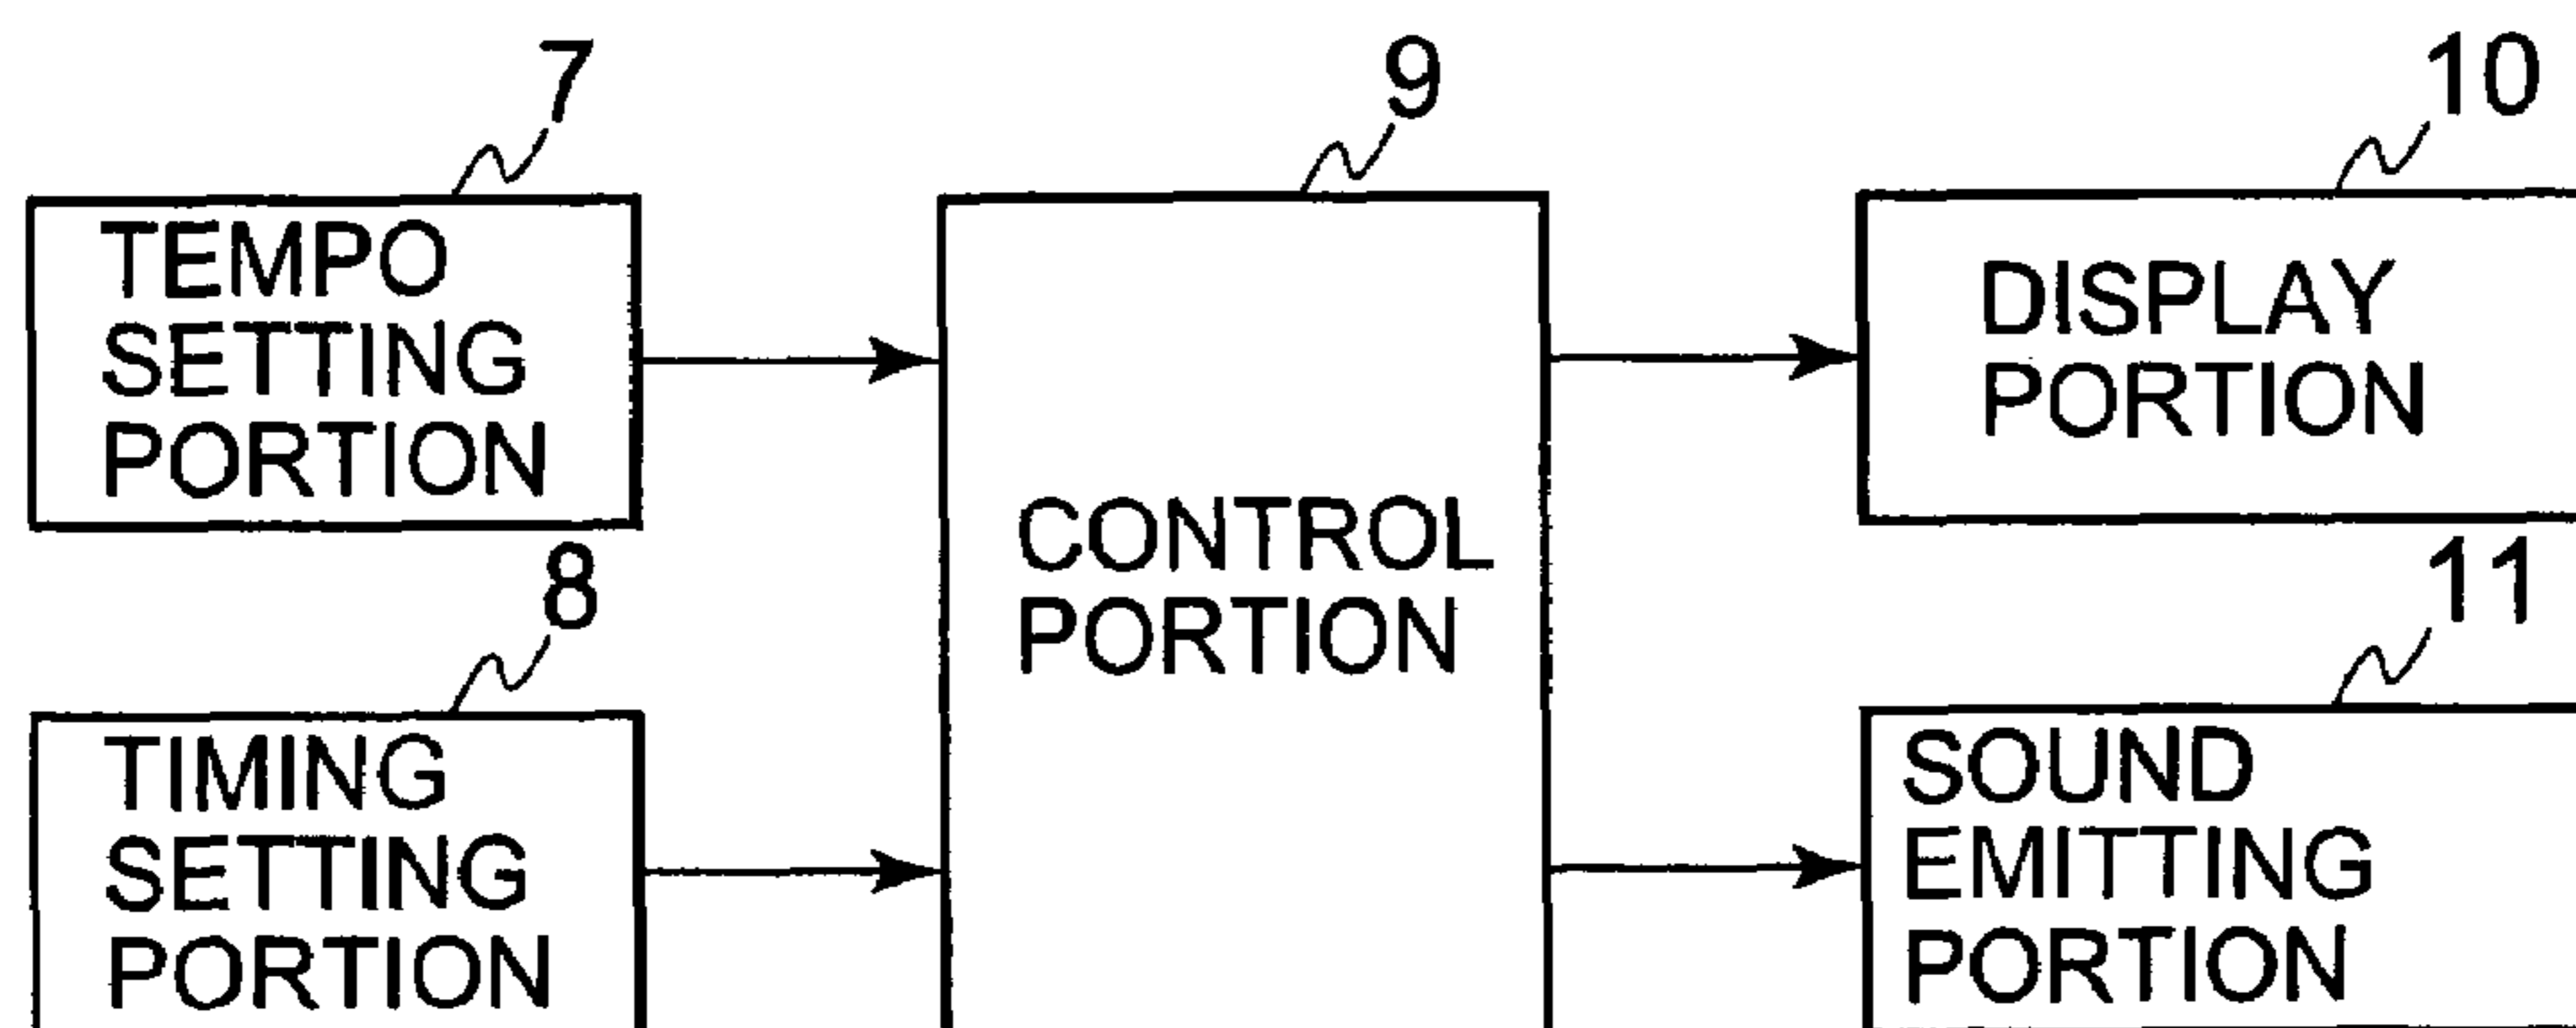 7
TEMPO
SETTING
PORTION
8
TIMING
SETTING
PORTION
9
CONTROL
PORTION
10
DISPLAY
PORTION
11
SOUND
EMITTING
PORTION